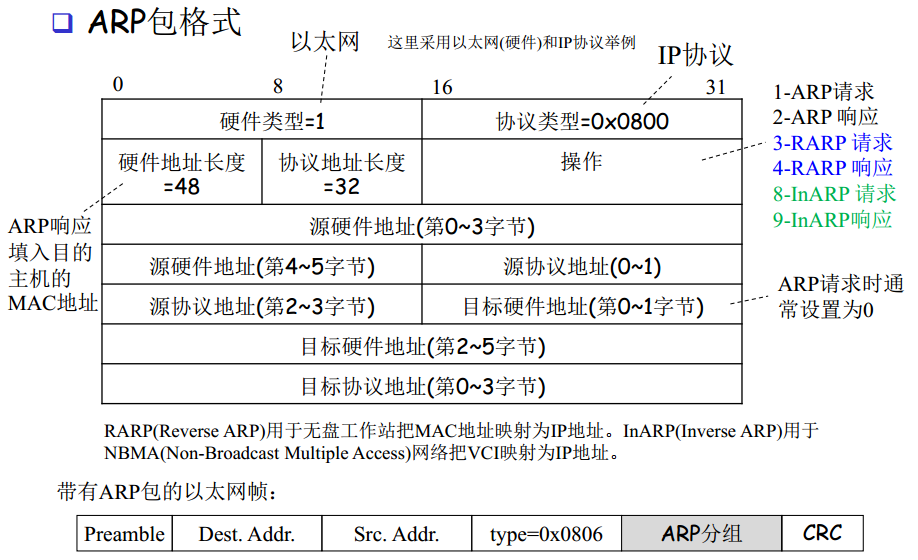 ARP包格式
以太网
这里采用以太网(硬件)和IP协议举例
IP协议
0 8 16 31
硬件类型=1 协议类型=0x0800
硬件地址长度
=48
协议地址长度
=32
操作
1-ARP请求
2-ARP 响应
3-RARP 请求
4-RARP 响应
8-InARP 请求
9-InARP响应
ARP响应
填入目的
主机的
MAC地址
源硬件地址(第0~3字节)
源硬件地址(第4~5字节) 源协议地址(0~1)
源协议地址(第2~3字节) 目标硬件地址(第0~1字节)
ARP请求时通
常设置为0
目标硬件地址(第2~5字节)
目标协议地址(第0~3字节)
RARP(Reverse ARP)用于无盘工作站把MAC地址映射为IP地址。InARP(Inverse ARP)用于
NBMA(Non-Broadcast Multiple Access)网络把VCI映射为IP地址。
带有ARP包的以太网帧:
Preamble Dest. Addr. Src. Addr. type=0x0806 ARP分组 CRC